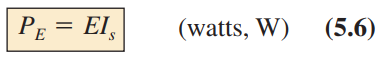 P_E = EI_s (watts, W) (5.6)